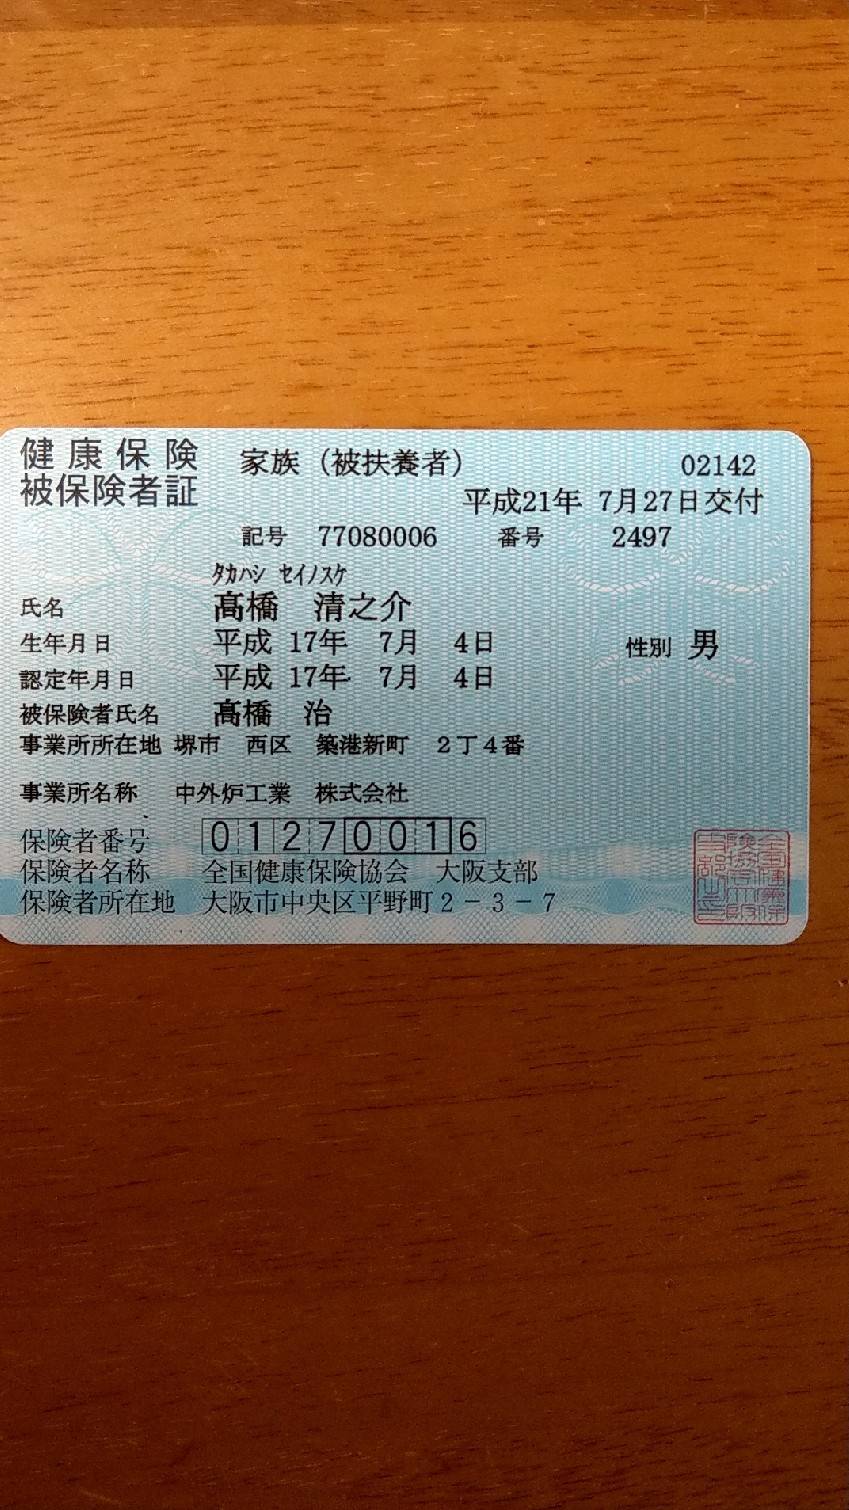 健康保険 家族（被扶養者） 02142
被保険者証 平成21年 7月27日交付
記号 77080006 番号 2497
ﾀｶﾊｼ ｾｲﾉｽｹ
氏名 髙橋 清之介
生年月日 平成 17年 7月 4日 性別 男
認定年月日 平成 17年 7月 4日
被保険者氏名 髙橋 治
事業所所在地 堺市 西区 築港新町 2丁4番
事業所名称 中外炉工業 株式会社
保険者番号 01270016
保険者名称 全国健康保険協会 大阪支部
保険者所在地 大阪市中央区平野町2－3－7